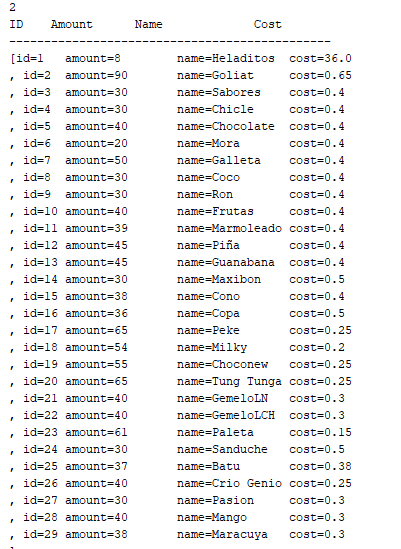 2
ID Amount Name Cost
----------------------------------------------
[id=1 amount=8 name=Heladitos cost=36.0
, id=2 amount=90 name=Goliat cost=0.65
, id=3 amount=30 name=Sabores cost=0.4
, id=4 amount=30 name=Chicle cost=0.4
, id=5 amount=40 name=Chocolate cost=0.4
, id=6 amount=20 name=Mora cost=0.4
, id=7 amount=50 name=Galleta cost=0.4
, id=8 amount=30 name=Coco cost=0.4
, id=9 amount=30 name=Ron cost=0.4
, id=10 amount=40 name=Frutas cost=0.4
, id=11 amount=39 name=Marmoleado cost=0.4
, id=12 amount=45 name=Piña cost=0.4
, id=13 amount=45 name=Guanabana cost=0.4
, id=14 amount=30 name=Maxibon cost=0.5
, id=15 amount=38 name=Cono cost=0.4
, id=16 amount=36 name=Copa cost=0.5
, id=17 amount=65 name=Peke cost=0.25
, id=18 amount=54 name=Milky cost=0.2
, id=19 amount=55 name=Choconew cost=0.25
, id=20 amount=65 name=Tung Tunga cost=0.25
, id=21 amount=40 name=GemeloLN cost=0.3
, id=22 amount=40 name=GemeloLCH cost=0.3
, id=23 amount=61 name=Paleta cost=0.15
, id=24 amount=30 name=Sanduche cost=0.5
, id=25 amount=37 name=Batu cost=0.38
, id=26 amount=40 name=Crio Genio cost=0.25
, id=27 amount=30 name=Pasion cost=0.3
, id=28 amount=40 name=Mango cost=0.3
, id=29 amount=38 name=Maracuya cost=0.3